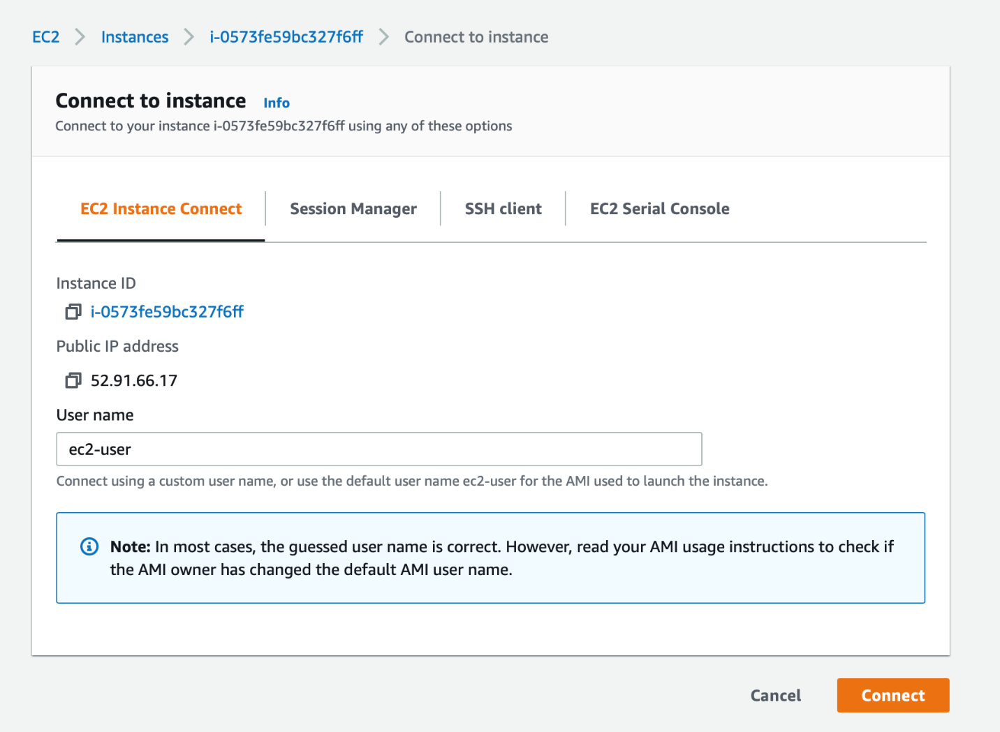 EC2 Instances i-0573fe59bc327f6ff Connect to instance
Connect to instance Info
Connect to your instance i-0573fe59bc327f6ff using any of these options
EC2 Instance Connect Session Manager SSH client EC2 Serial Console
Instance ID
i-0573fe59bc327f6ff
Public IP address
52.91.66.17
User name
ec2-user
Connect using a custom user name, or use the default user name ec2-user for the AMI used to launch the instance.
Note: In most cases, the guessed user name is correct. However, read your AMI usage instructions to check if
the AMI owner has changed the default AMI user name.
Cancel Connect